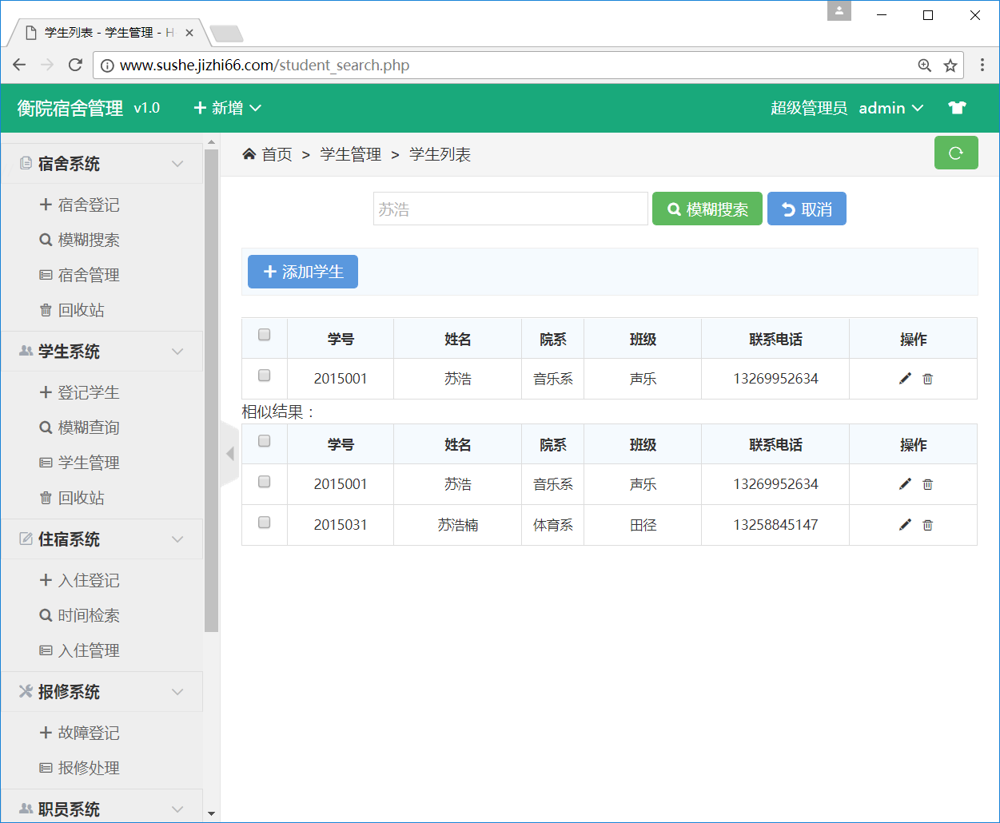 学生列表 - 学生管理 - H
www.sushe.jizhi66.com/student_search.php
衡院宿舍管理 v1.0 新增 超级管理员 admin
首页 > 学生管理 > 学生列表
宿舍系统
宿舍登记
模糊搜索
宿舍管理
回收站
学生系统
登记学生
模糊查询
学生管理
回收站
住宿系统
入住登记
时间检索
入住管理
报修系统
故障登记
报修处理
职员系统
苏浩 模糊搜索 取消
添加学生
学号 姓名 院系 班级 联系电话 操作
2015001 苏浩 音乐系 声乐 13269952634
相似结果：
学号 姓名 院系 班级 联系电话 操作
2015001 苏浩 音乐系 声乐 13269952634
2015031 苏浩楠 体育系 田径 13258845147